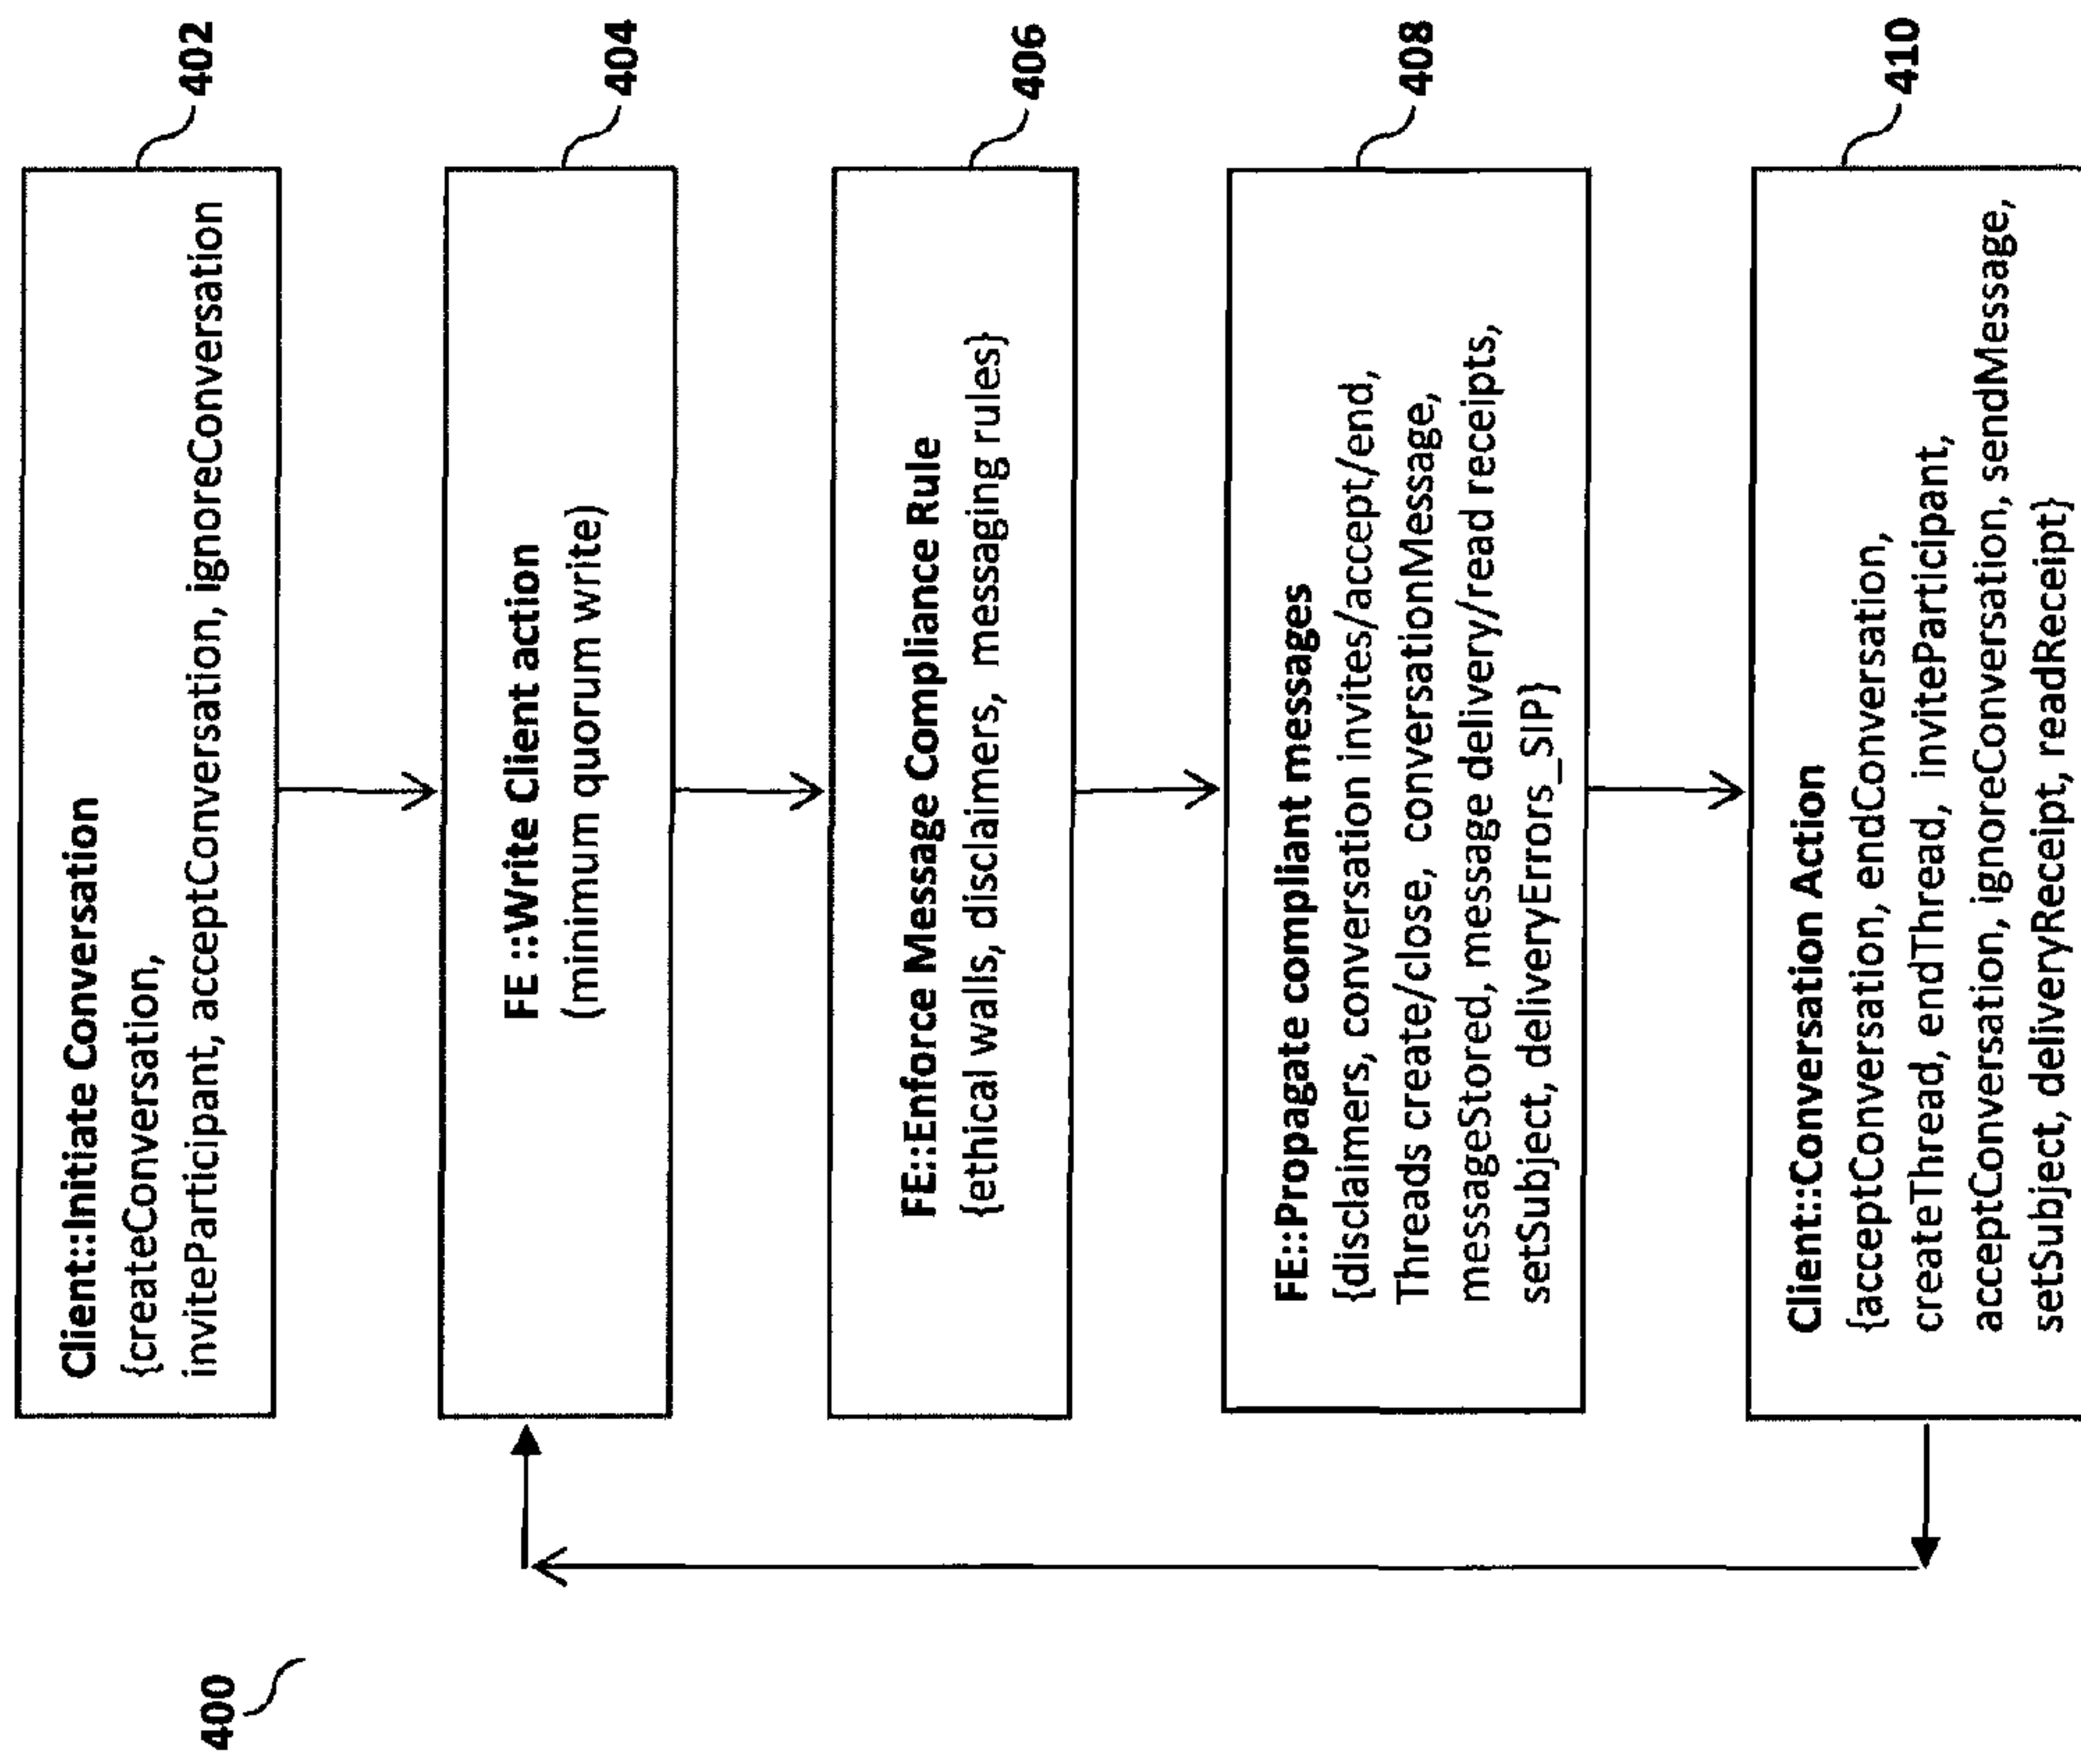 400
Client::Initiate Conversation
{createConversation,
inviteParticipant, acceptConversation, ignoreConversation
402
FE ::Write Client action
(minimum quorum write)
404
FE::Enforce Message Compliance Rule
{ethical walls, disclaimers, messaging rules}
406
FE::Propagate compliant messages
{disclaimers, conversation invites/accept/end,
Threads create/close, conversationMessage,
messageStored, message delivery/read receipts,
setSubject, deliveryErrors_SIP}
408
Client::Conversation Action
{acceptConversation, endConversation,
createThread, endThread, inviteParticipant,
acceptConversation, ignoreConversation, sendMessage,
setSubject, deliveryReceipt, readReceipt}
410